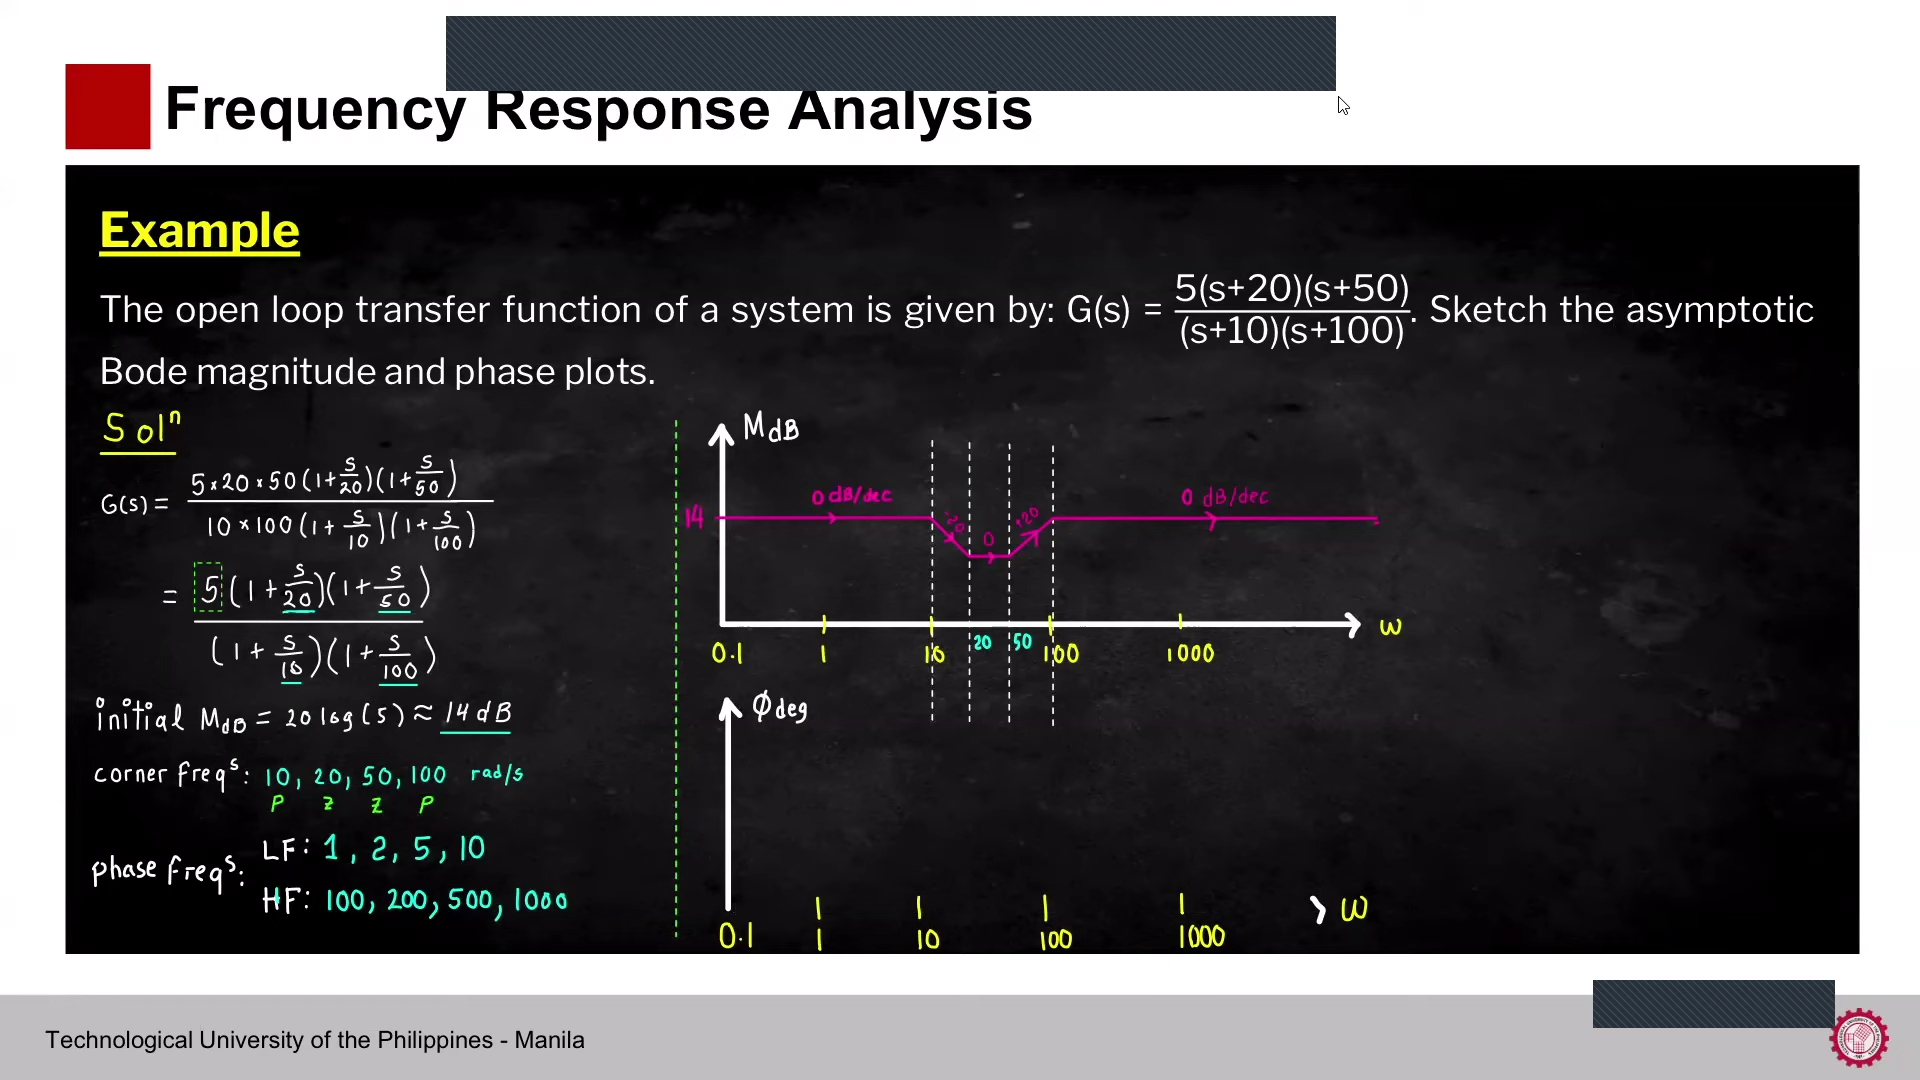 Frequency Response Analysis
Example
The open loop transfer function of a system is given by: G(s) = 5(s+20)(s+50) / (s+10)(s+100). Sketch the asymptotic
Bode magnitude and phase plots.
Solⁿ
G(s) = 5×20×50(1+s/20)(1+s/50) / 10×100(1+s/10)(1+s/100)
= 5(1+s/20)(1+s/50) / (1+s/10)(1+s/100)
initial MdB = 20 log(5) ≈ 14 dB
corner freqˢ: 10, 20, 50, 100 rad/s
P Z Z P
phase freqˢ:
LF: 1, 2, 5, 10
HF: 100, 200, 500, 1000
MdB
14
0 dB/dec
-20
0
+20
0 dB/dec
0.1 1 10 20 50 100 1000
ω
ϕdeg
0.1 1 10 100 1000
ω
Technological University of the Philippines - Manila